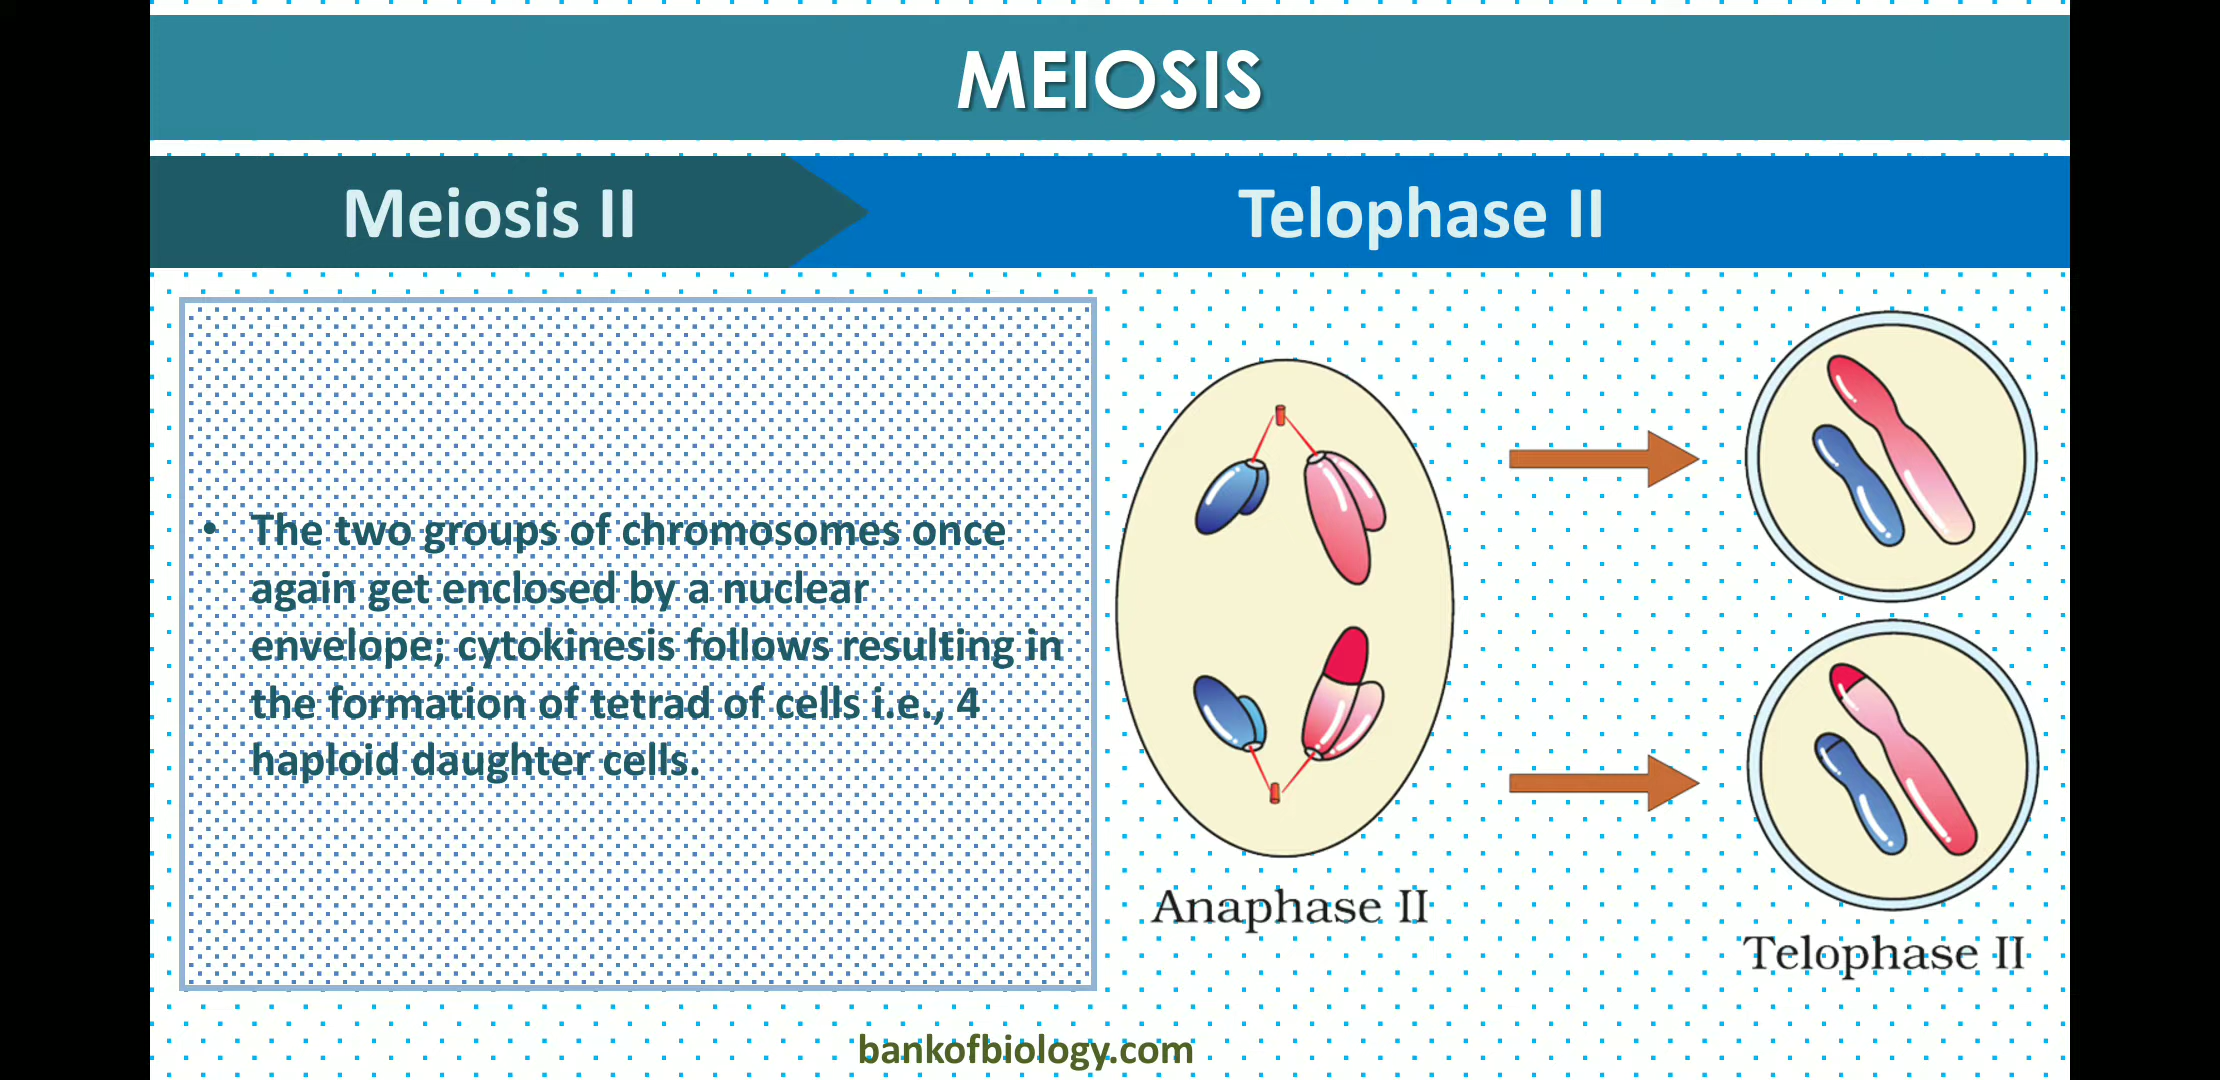 MEIOSIS
Meiosis II
Telophase II
• The two groups of chromosomes once
again get enclosed by a nuclear
envelope; cytokinesis follows resulting in
the formation of tetrad of cells i.e., 4
haploid daughter cells.
Anaphase II
Telophase II
bankofbiology.com